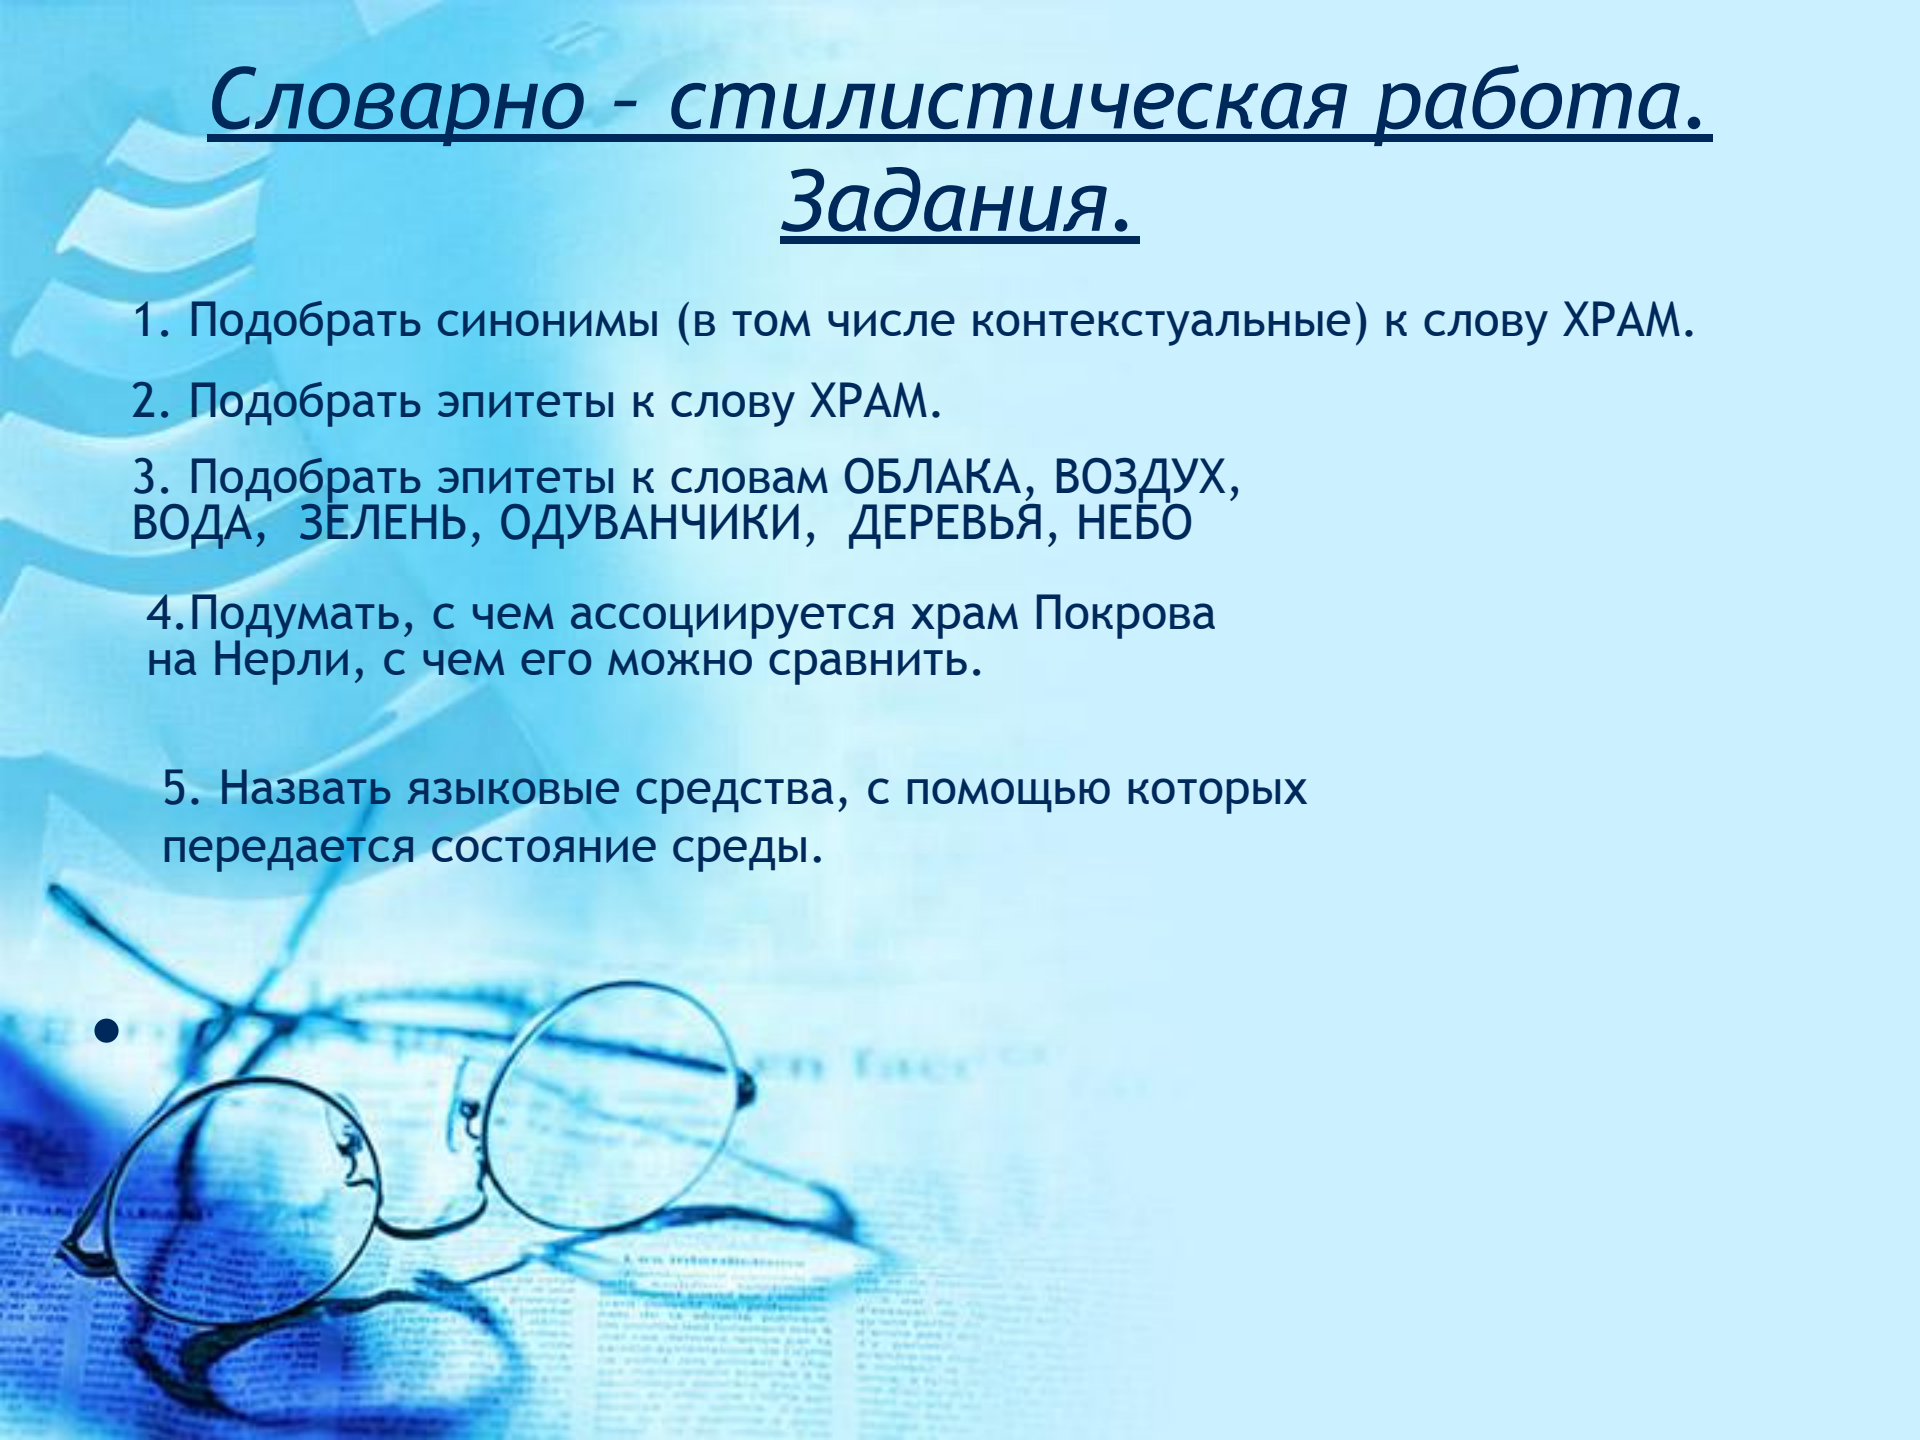 Словарно – стилистическая работа.
Задания.
1. Подобрать синонимы (в том числе контекстуальные) к слову ХРАМ.
2. Подобрать эпитеты к слову ХРАМ.
3. Подобрать эпитеты к словам ОБЛАКА, ВОЗДУХ,
ВОДА,  ЗЕЛЕНЬ, ОДУВАНЧИКИ,  ДЕРЕВЬЯ, НЕБО
4.Подумать, с чем ассоциируется храм Покрова
на Нерли, с чем его можно сравнить.
5. Назвать языковые средства, с помощью которых
передается состояние среды.